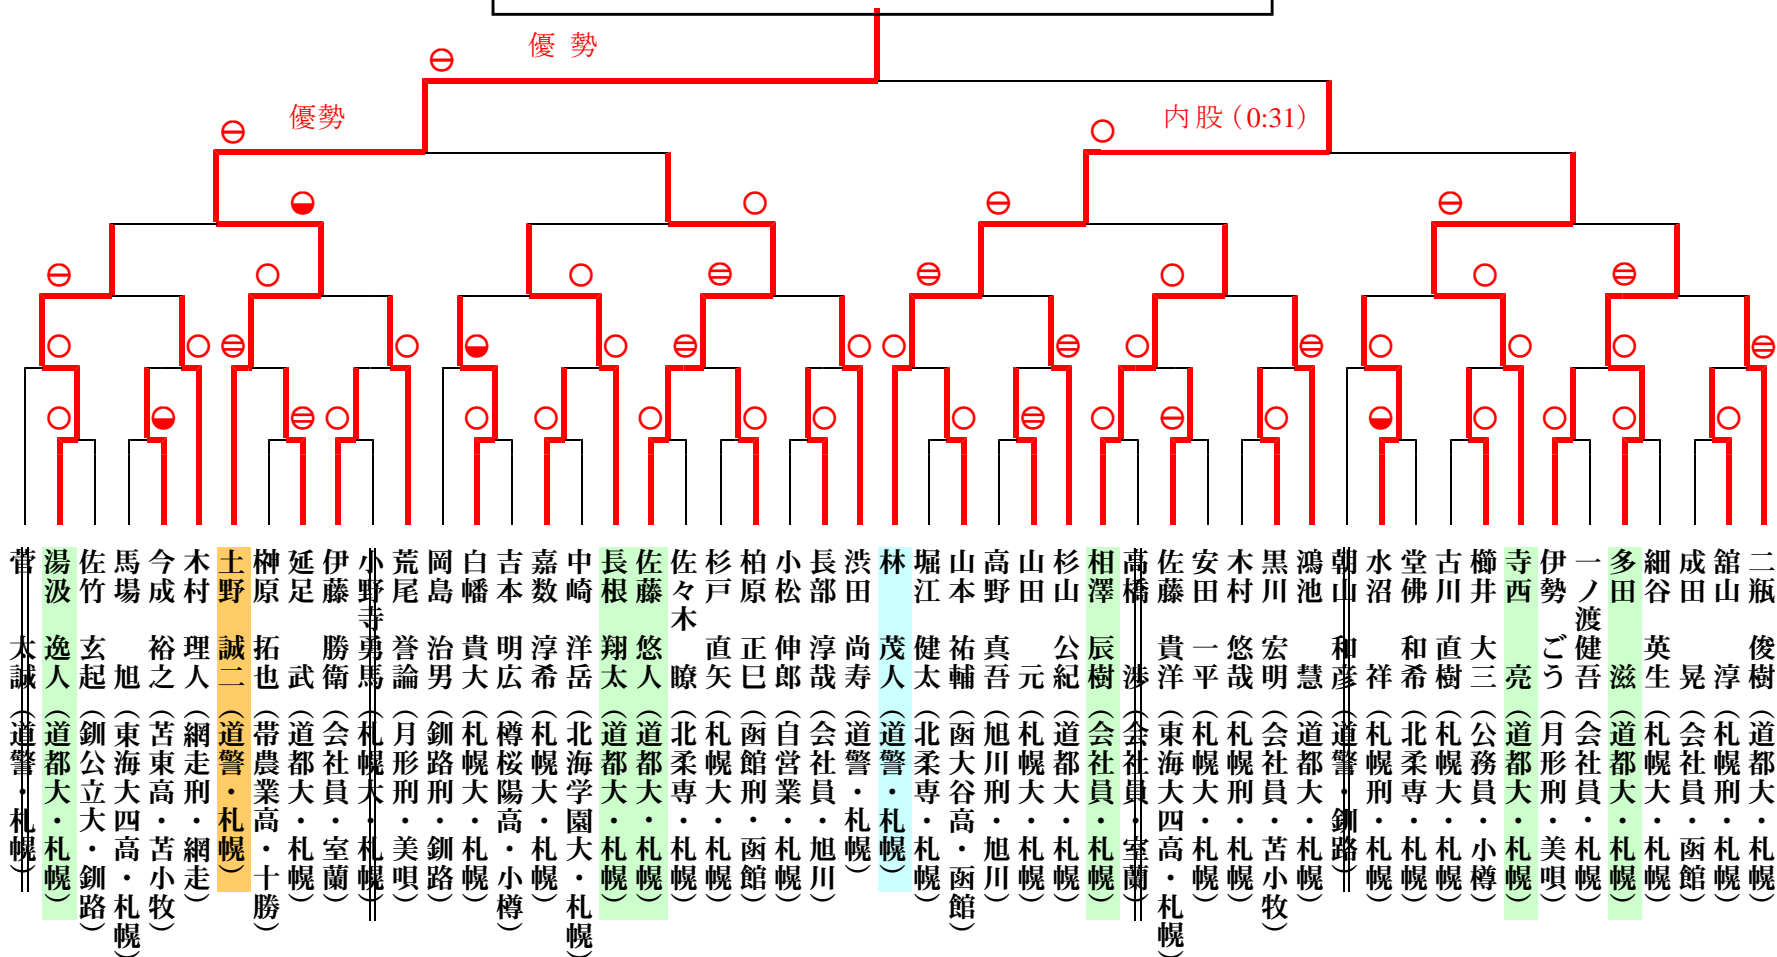 優 勢
優勢
内股（0:31）
菅 太誠（道警・札幌）
湯汲 逸人（道都大・札幌）
佐竹 玄起（釧公立大・釧路）
馬場 旭（東海大四高・札幌）
今成 裕之（苫東高・苫小牧）
木村 理人（網走刑・網走）
土野 誠二（道警・札幌）
榊原 拓也（帯農業高・十勝）
延足 武（道都大・札幌）
伊藤 勝衛（会社員・室蘭）
小野寺勇馬（札幌大・札幌）
荒尾 誉論（月形刑・美唄）
岡島 治男（釧路刑・釧路）
白幡 貴大（札幌大・札幌）
吉本 明広（樽桜陽高・小樽）
嘉数 淳希（札幌大・札幌）
中崎 洋岳（北海学園大・札幌）
長根 翔太（道都大・札幌）
佐藤 悠人（道都大・札幌）
佐々木 瞭（北柔専・札幌）
杉戸 直矢（札幌大・札幌）
柏原 正巳（函館刑・函館）
小松 伸郎（自営業・札幌）
長部 淳哉（会社員・旭川）
渋田 尚寿（道警・札幌）
林 茂人（道警・札幌）
堀江 健太（北柔専・札幌）
山本 祐輔（函大谷高・函館）
高野 真吾（旭川刑・旭川）
山田 元（札幌大・札幌）
杉山 公紀（道都大・札幌）
相澤 辰樹（会社員・札幌）
高橋 渉（会社員・室蘭）
佐藤 貴洋（東海大四高・札幌）
安田 一平（札幌大・札幌）
木村 悠哉（札幌刑・札幌）
黒川 宏明（会社員・苫小牧）
鴻池 慧（道都大・札幌）
朝山 和彦（道警・釧路）
水沼 祥（札幌刑・札幌）
堂佛 和希（北柔専・札幌）
古川 直樹（札幌大・札幌）
櫛井 大三（公務員・小樽）
寺西 亮（道都大・札幌）
伊勢 ごう（月形刑・美唄）
一ノ渡健吾（会社員・札幌）
多田 滋（道都大・札幌）
細谷 英生（札幌大・札幌）
成田 晃（会社員・函館）
舘山 淳（札幌刑・札幌）
二瓶 俊樹（道都大・札幌）